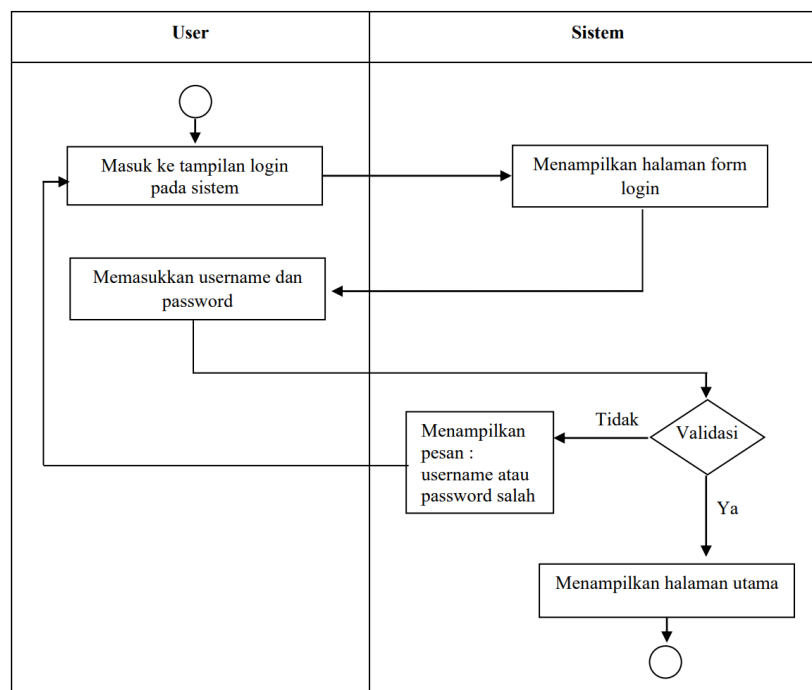 User
Sistem
Masuk ke tampilan login
pada sistem
Menampilkan halaman form
login
Memasukkan username dan
password
Tidak
Validasi
Menampilkan
pesan :
username atau
password salah
Ya
Menampilkan halaman utama